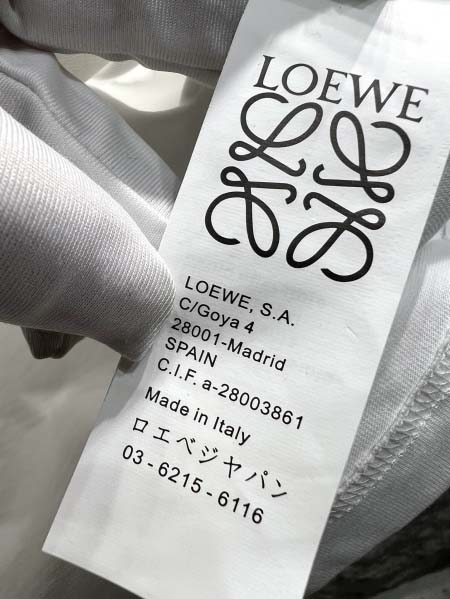 LOEWE
LOEWE, S.A.
C/Goya 4
28001-Madrid
SPAIN
C.I.F. a-28003861
Made in Italy
ロエベジャパン
03-6215-6116